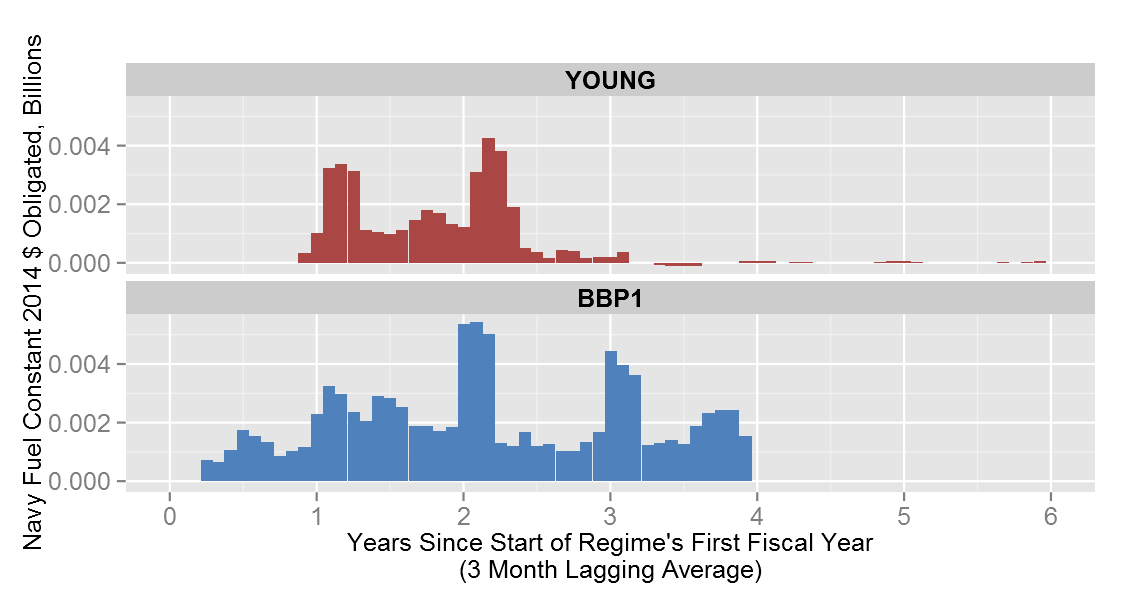 Navy Fuel Constant 2014 $ Obligated, Billions
YOUNG
0.004
0.002
0.000
BBP1
0.004
0.002
0.000
0 1 2 3 4 5 6
Years Since Start of Regime's First Fiscal Year
(3 Month Lagging Average)